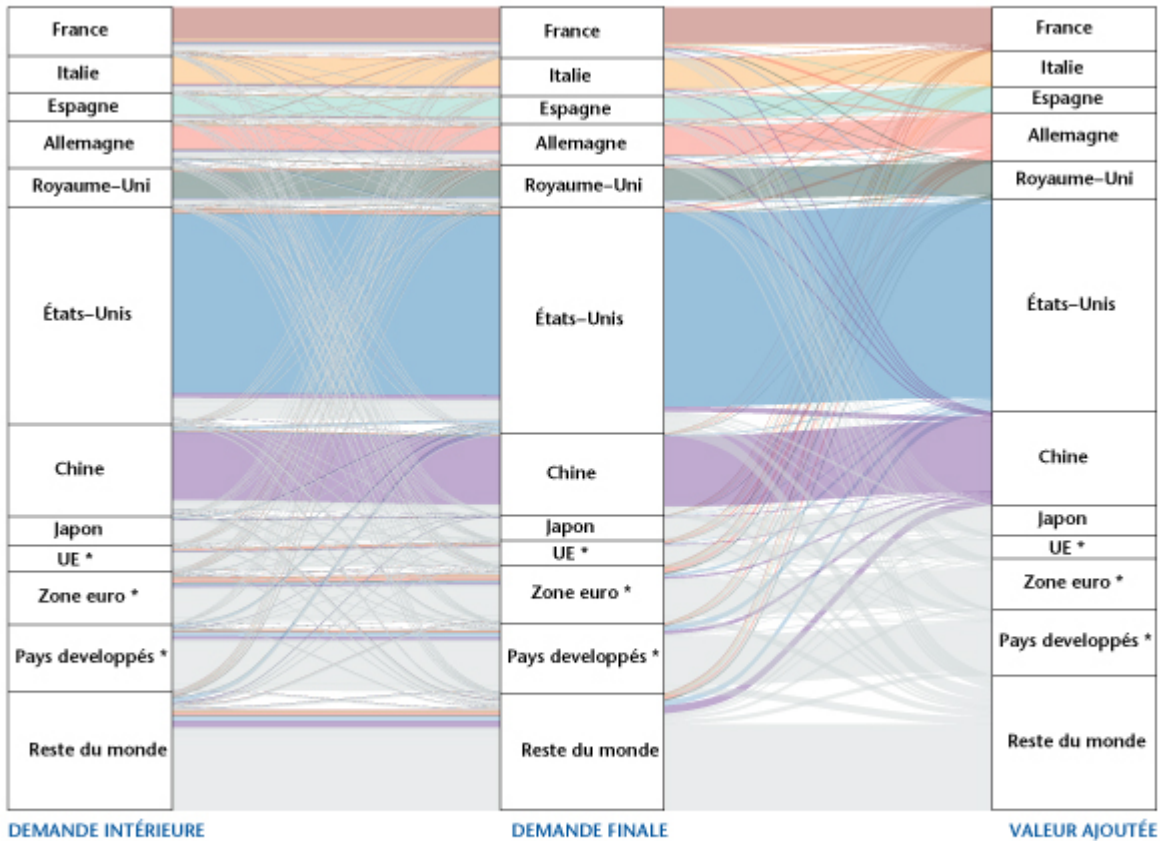 France
Italie
Espagne
Allemagne
Royaume–Uni
États–Unis
Chine
Japon
UE *
Zone euro *
Pays developpés *
Reste du monde
DEMANDE INTÉRIEURE
France
Italie
Espagne
Allemagne
Royaume–Uni
États–Unis
Chine
Japon
UE *
Zone euro *
Pays developpés *
Reste du monde
DEMANDE FINALE
France
Italie
Espagne
Allemagne
Royaume–Uni
États–Unis
Chine
Japon
UE *
Zone euro *
Pays developpés *
Reste du monde
VALEUR AJOUTÉE